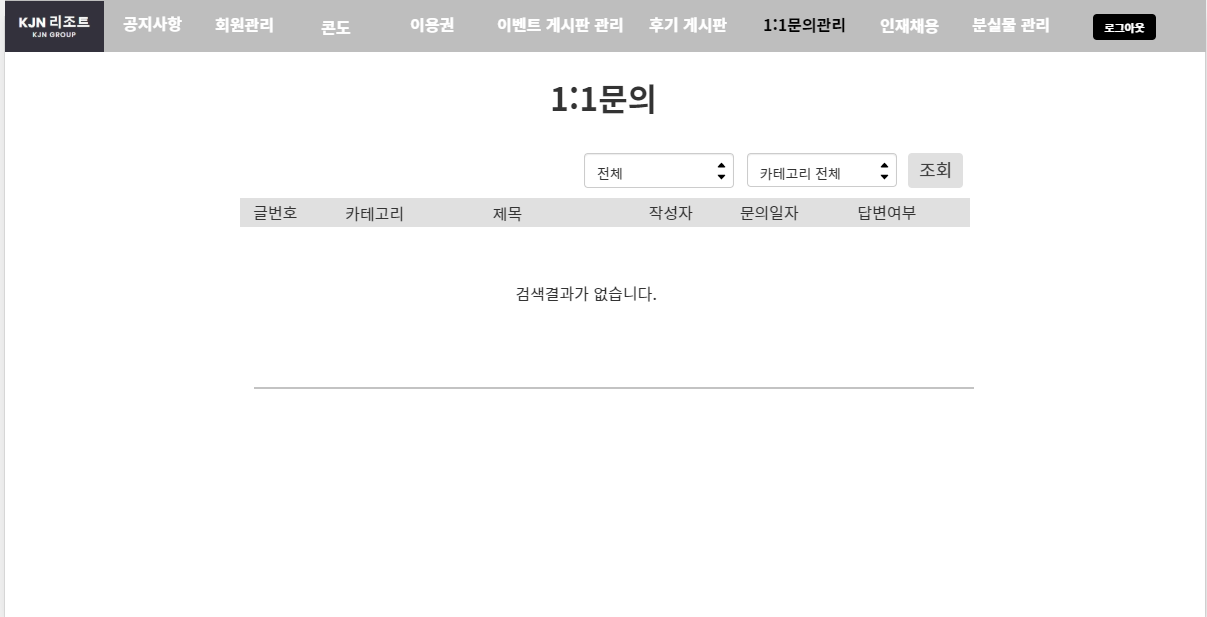 KJN 리조트
KJN GROUP
공지사항 회원관리 콘도 이용권 이벤트 게시판 관리 후기 게시판 1:1문의관리 인재채용 분실물 관리 로그아웃
1:1문의
전체 카테고리 전체 조회
글번호 카테고리 제목 작성자 문의일자 답변여부
검색결과가 없습니다.